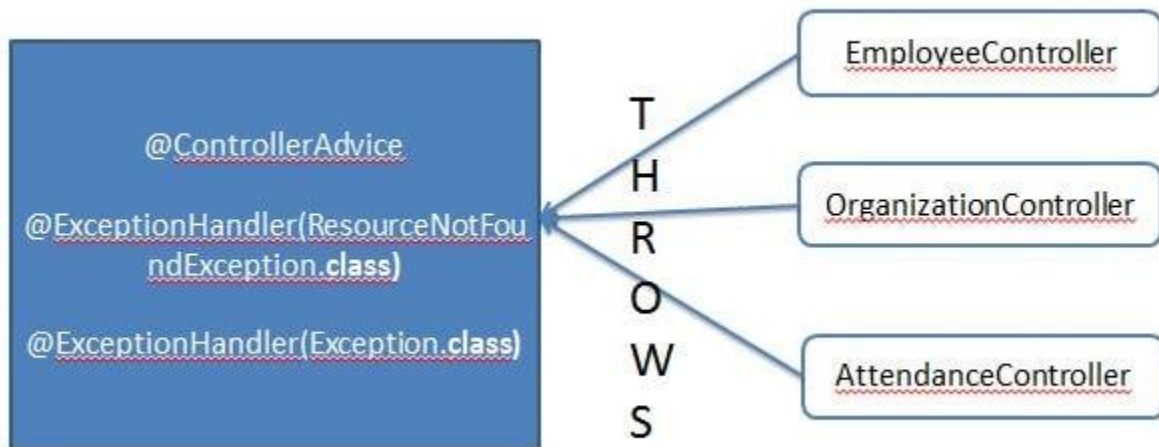 @ControllerAdvice
@ExceptionHandler(ResourceNotFou
ndException.class)
@ExceptionHandler(Exception.class)
T
H
R
O
W
S
EmployeeController
OrganizationController
AttendanceController